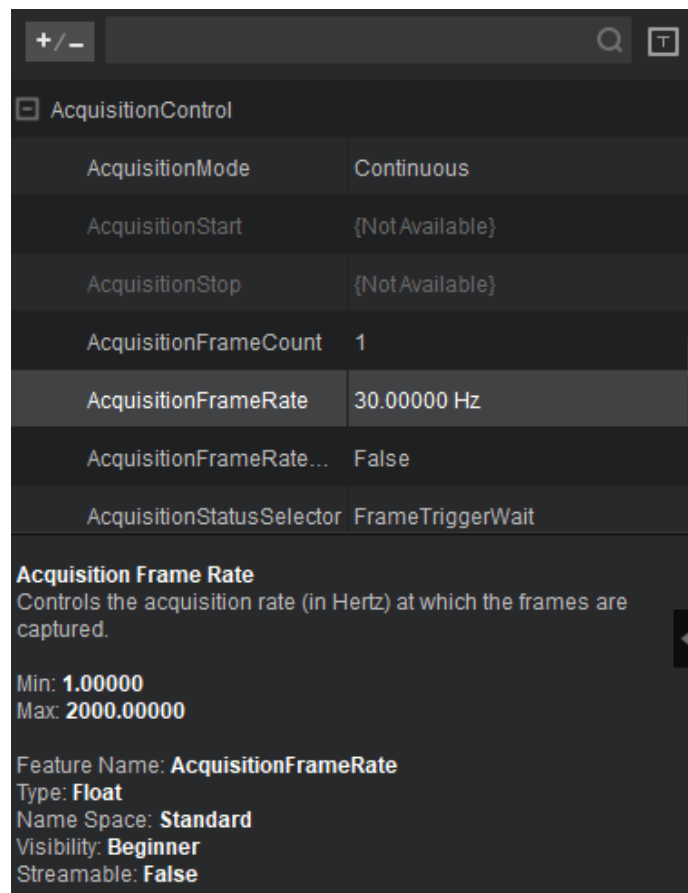 +/-
T
AcquisitionControl
AcquisitionMode Continuous
AcquisitionStart {NotAvailable}
AcquisitionStop {NotAvailable}
AcquisitionFrameCount 1
AcquisitionFrameRate 30.00000 Hz
AcquisitionFrameRate... False
AcquisitionStatusSelector FrameTriggerWait
Acquisition Frame Rate
Controls the acquisition rate (in Hertz) at which the frames are
captured.
Min: 1.00000
Max: 2000.00000
Feature Name: AcquisitionFrameRate
Type: Float
Name Space: Standard
Visibility: Beginner
Streamable: False